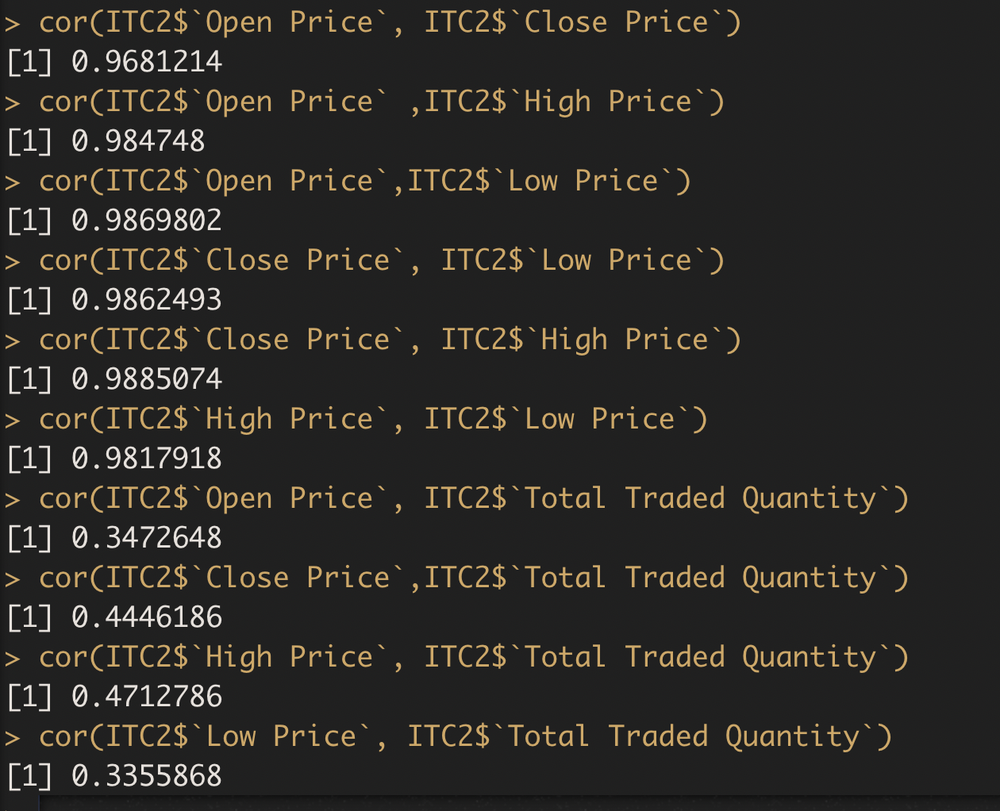 > cor(ITC2$`Open Price`, ITC2$`Close Price`)
[1] 0.9681214
> cor(ITC2$`Open Price` ,ITC2$`High Price`)
[1] 0.984748
> cor(ITC2$`Open Price`,ITC2$`Low Price`)
[1] 0.9869802
> cor(ITC2$`Close Price`, ITC2$`Low Price`)
[1] 0.9862493
> cor(ITC2$`Close Price`, ITC2$`High Price`)
[1] 0.9885074
> cor(ITC2$`High Price`, ITC2$`Low Price`)
[1] 0.9817918
> cor(ITC2$`Open Price`, ITC2$`Total Traded Quantity`)
[1] 0.3472648
> cor(ITC2$`Close Price`,ITC2$`Total Traded Quantity`)
[1] 0.4446186
> cor(ITC2$`High Price`, ITC2$`Total Traded Quantity`)
[1] 0.4712786
> cor(ITC2$`Low Price`, ITC2$`Total Traded Quantity`)
[1] 0.3355868